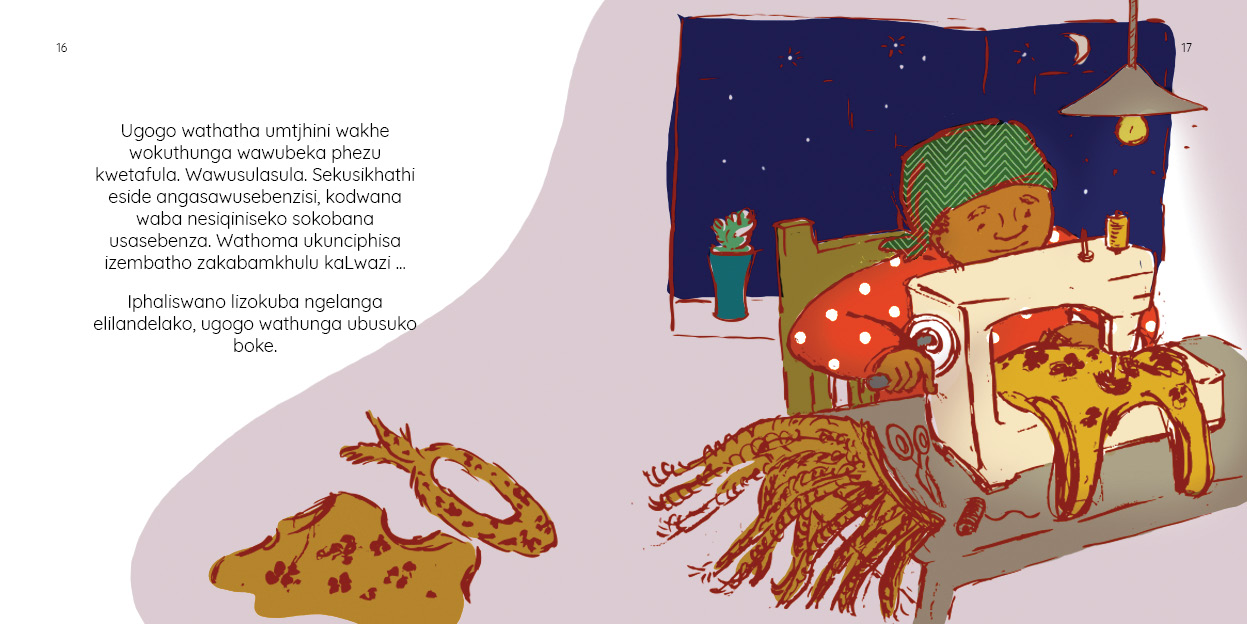 16
17
Ugogo wathatha umtjhini wakhe
wokuthunga wawubeka phezu
kwetafula. Wawusulasula. Sekusikhathi
eside angasawusebenzisi, kodwana
waba nesiqiniseko sokobana
usasebenza. Wathoma ukunciphisa
izembatho zakabamkhulu kaLwazi ...
Iphaliswano lizokuba ngelanga
elilandelako, ugogo wathunga ubusuko
boke.